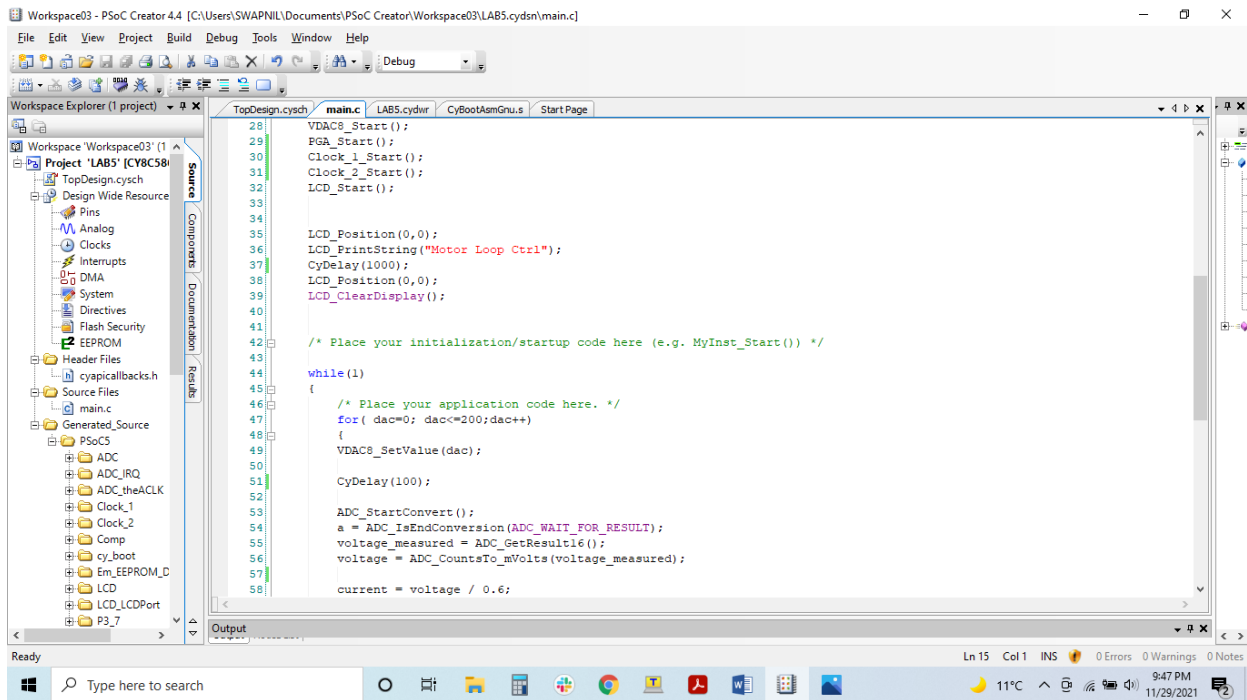 Workspace03 - PSoC Creator 4.4 [C:\Users\SWAPNIL\Documents\PSoC Creator\Workspace03\LAB5.cydsn\main.c]
File Edit View Project Build Debug Tools Window Help
Debug
Workspace Explorer (1 project)
TopDesign.cysch main.c LAB5.cydwr CyBootAsmGnu.s Start Page
Workspace 'Workspace03' (1
Project 'LAB5' [CY8C58
TopDesign.cysch
Design Wide Resource
Pins
Analog
Clocks
Interrupts
DMA
System
Directives
Flash Security
EEPROM
Header Files
cyapicallbacks.h
Source Files
main.c
Generated_Source
PSoC5
ADC
ADC_IRQ
ADC_theACLK
Clock_1
Clock_2
Comp
cy_boot
Em_EEPROM_D
LCD
LCD_LCDPort
P3_7
Source
Components
Documentation
Results
28 VDAC8_Start();
29 PGA_Start();
30 Clock_1_Start();
31 Clock_2_Start();
32 LCD_Start();
33
34
35 LCD_Position(0,0);
36 LCD_PrintString("Motor Loop Ctrl");
37 CyDelay(1000);
38 LCD_Position(0,0);
39 LCD_ClearDisplay();
40
41
42 /* Place your initialization/startup code here (e.g. MyInst_Start()) */
43
44 while(1)
45 {
46 /* Place your application code here. */
47 for( dac=0; dac<=200;dac++)
48 {
49 VDAC8_SetValue(dac);
50
51 CyDelay(100);
52
53 ADC_StartConvert();
54 a = ADC_IsEndConversion(ADC_WAIT_FOR_RESULT);
55 voltage_measured = ADC_GetResult16();
56 voltage = ADC_CountsTo_mVolts(voltage_measured);
57
58 current = voltage / 0.6;
Output
Ready
Ln 15 Col 1 INS 0 Errors 0 Warnings 0 Notes
Type here to search
11°C
9:47 PM
11/29/2021
2